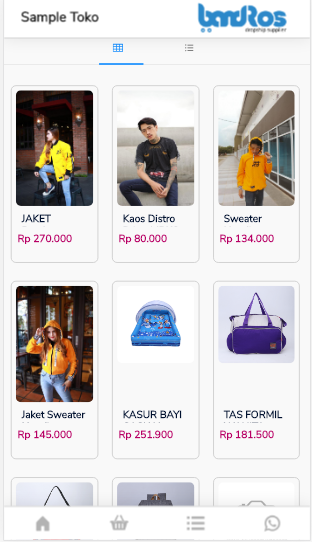 Sample Toko
bandRos
dropship supplier
JAKET
Kaos Distro
Sweater
Rp 270.000
Rp 80.000
Rp 134.000
Jaket Sweater
KASUR BAYI
TAS FORMIL
Rp 145.000
Rp 251.900
Rp 181.500